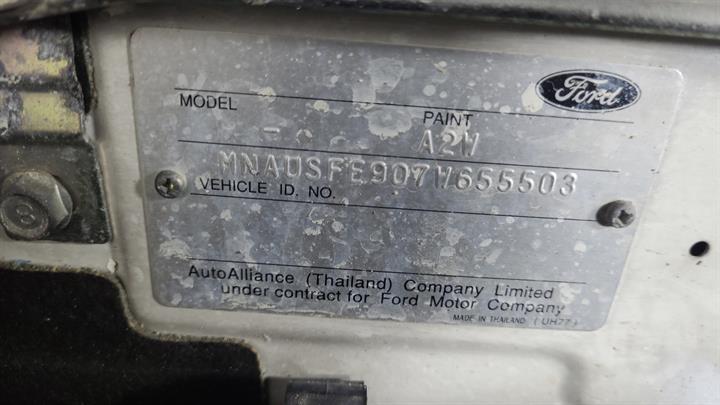 Ford
MODEL
PAINT
A2W
MNAUSFE907W655503
VEHICLE ID. NO.
AutoAlliance (Thailand) Company Limited
under contract for Ford Motor Company
MADE IN THAILAND (UH77)
8